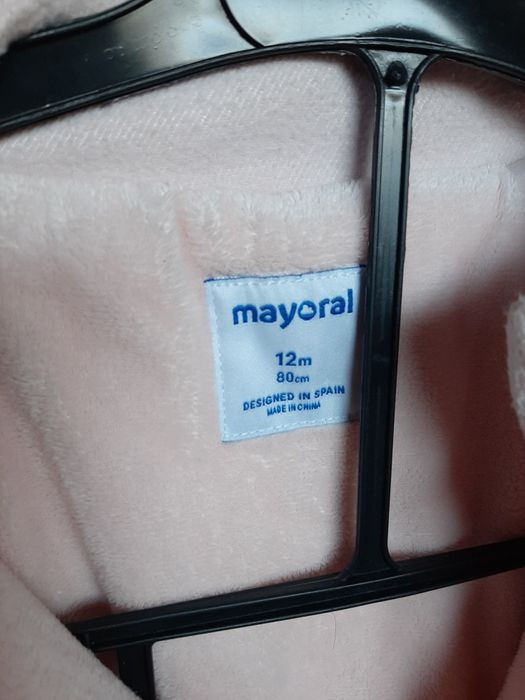 mayoral
12m
80cm
DESIGNED IN SPAIN
MADE IN CHINA